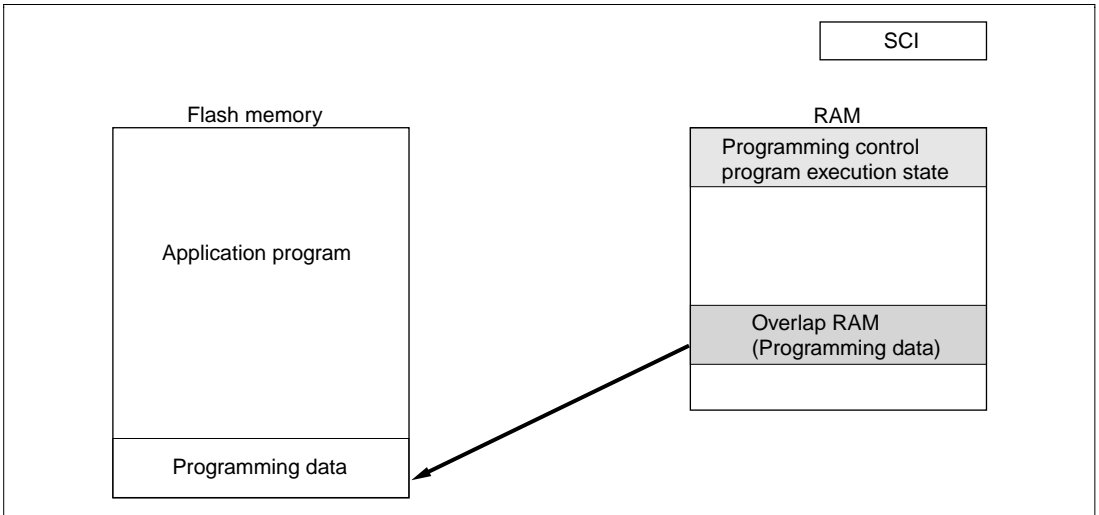 SCI
Flash memory
RAM
Programming control
program execution state
Application program
Overlap RAM
(Programming data)
Programming data